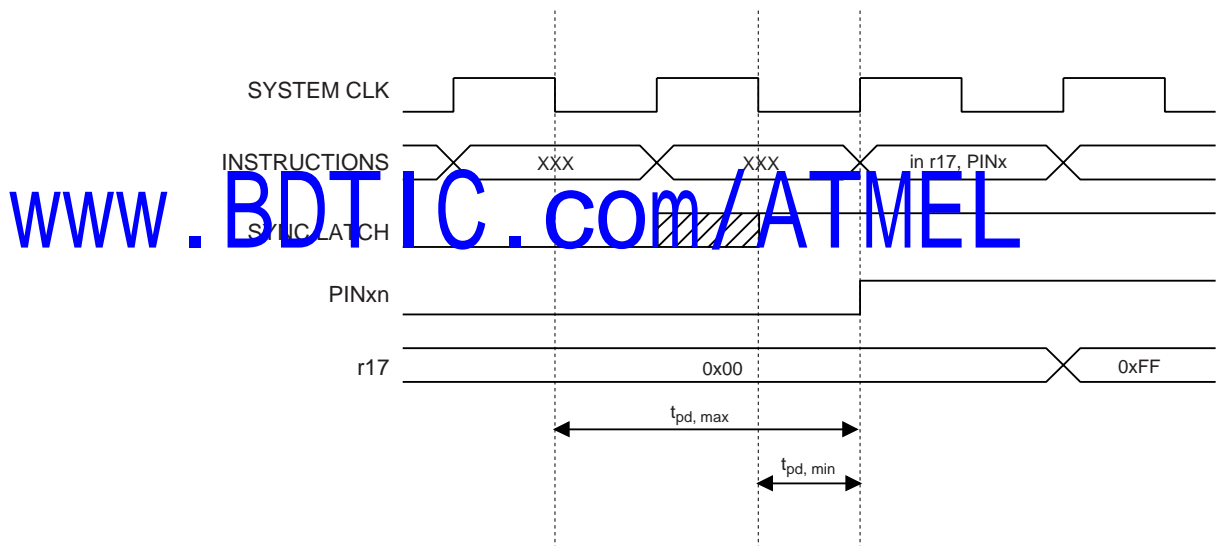 SYSTEM CLK
INSTRUCTIONS
XXX
XXX
in r17, PINx
www.BDTIC.com/ATMEL
SYNC LATCH
PINxn
r17
0x00
0xFF
tpd, max
tpd, min